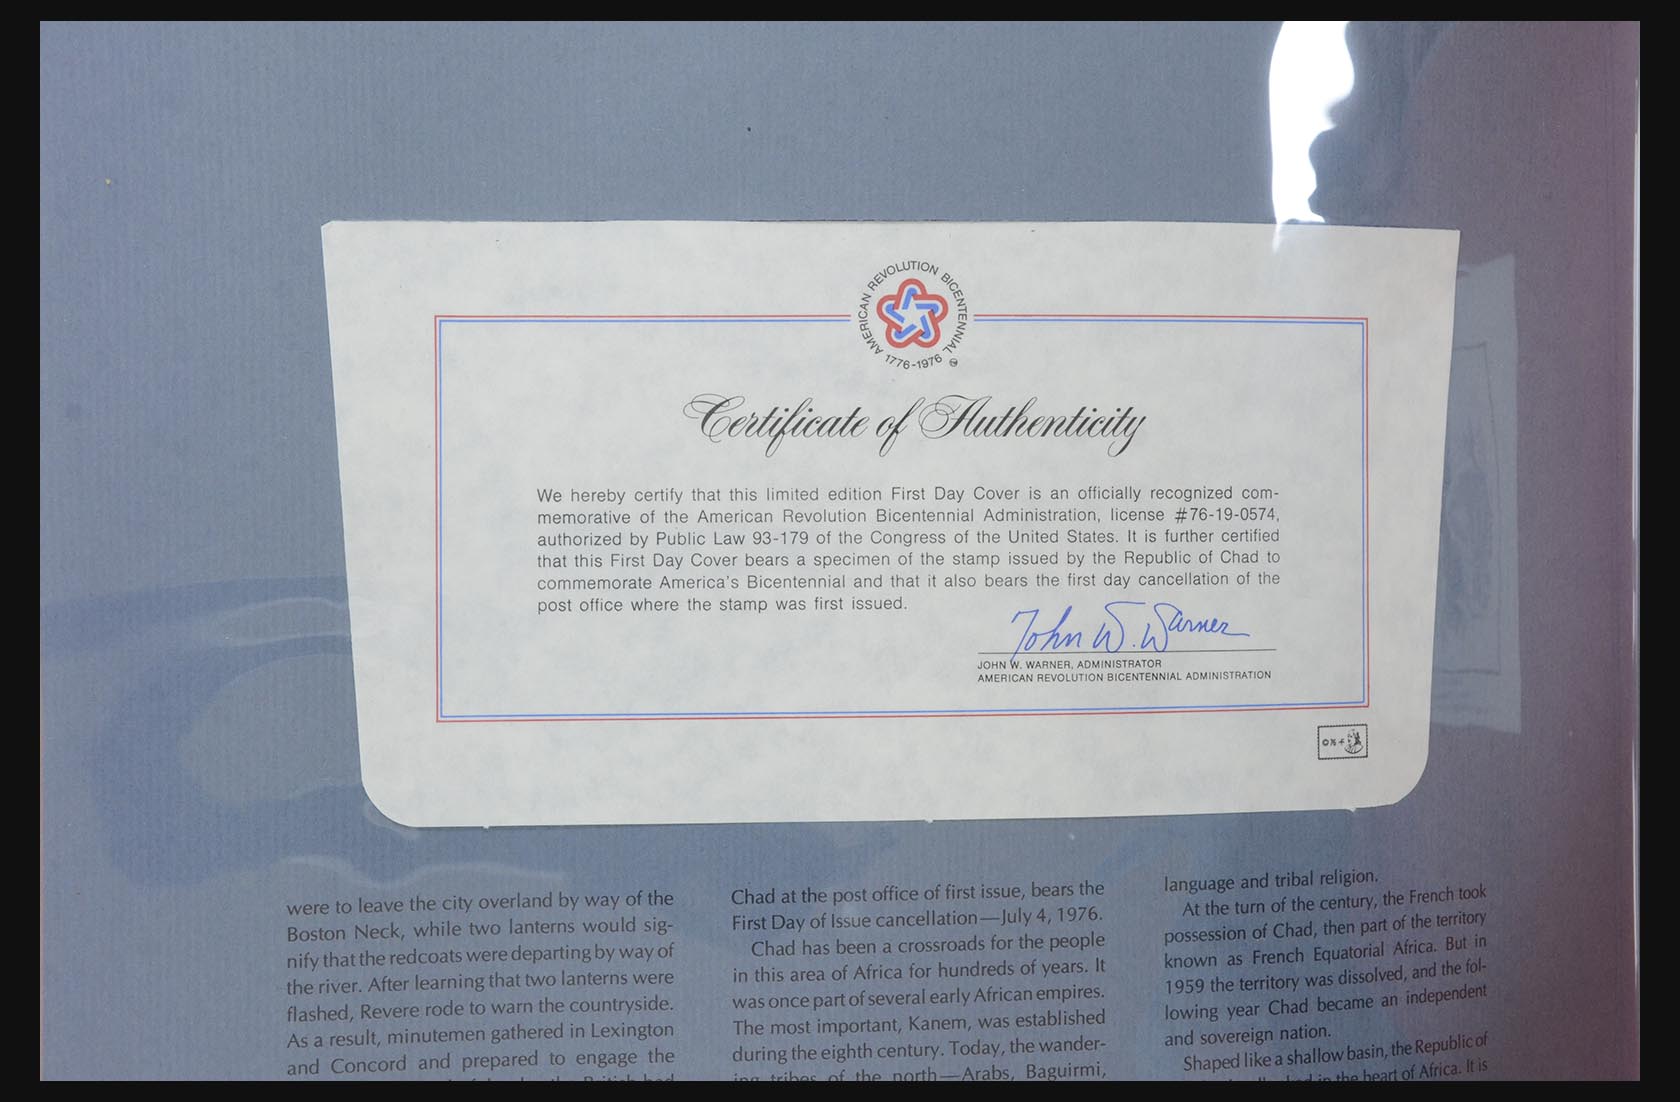 AMERICAN REVOLUTION BICENTENNIAL
1776-1976
Certificate of Authenticity
We hereby certify that this limited edition First Day Cover is an officially recognized com-
memorative of the American Revolution Bicentennial Administration, license #76-19-0574,
authorized by Public Law 93-179 of the Congress of the United States. It is further certified
that this First Day Cover bears a specimen of the stamp issued by the Republic of Chad to
commemorate America's Bicentennial and that it also bears the first day cancellation of the
post office where the stamp was first issued.
John W. Warner
JOHN W. WARNER, ADMINISTRATOR
AMERICAN REVOLUTION BICENTENNIAL ADMINISTRATION
were to leave the city overland by way of the
Boston Neck, while two lanterns would sig-
nify that the redcoats were departing by way of
the river. After learning that two lanterns were
flashed, Revere rode to warn the countryside.
As a result, minutemen gathered in Lexington
and Concord and prepared to engage the
Chad at the post office of first issue, bears the
First Day of Issue cancellation—July 4, 1976.
Chad has been a crossroads for the people
in this area of Africa for hundreds of years. It
was once part of several early African empires.
The most important, Kanem, was established
during the eighth century. Today, the wander-
ing tribes of the north—Arabs, Baguirmi,
language and tribal religion.
At the turn of the century, the French took
possession of Chad, then part of the territory
known as French Equatorial Africa. But in
1959 the territory was dissolved, and the fol-
lowing year Chad became an independent
and sovereign nation.
Shaped like a shallow basin, the Republic of
in the heart of Africa. It is